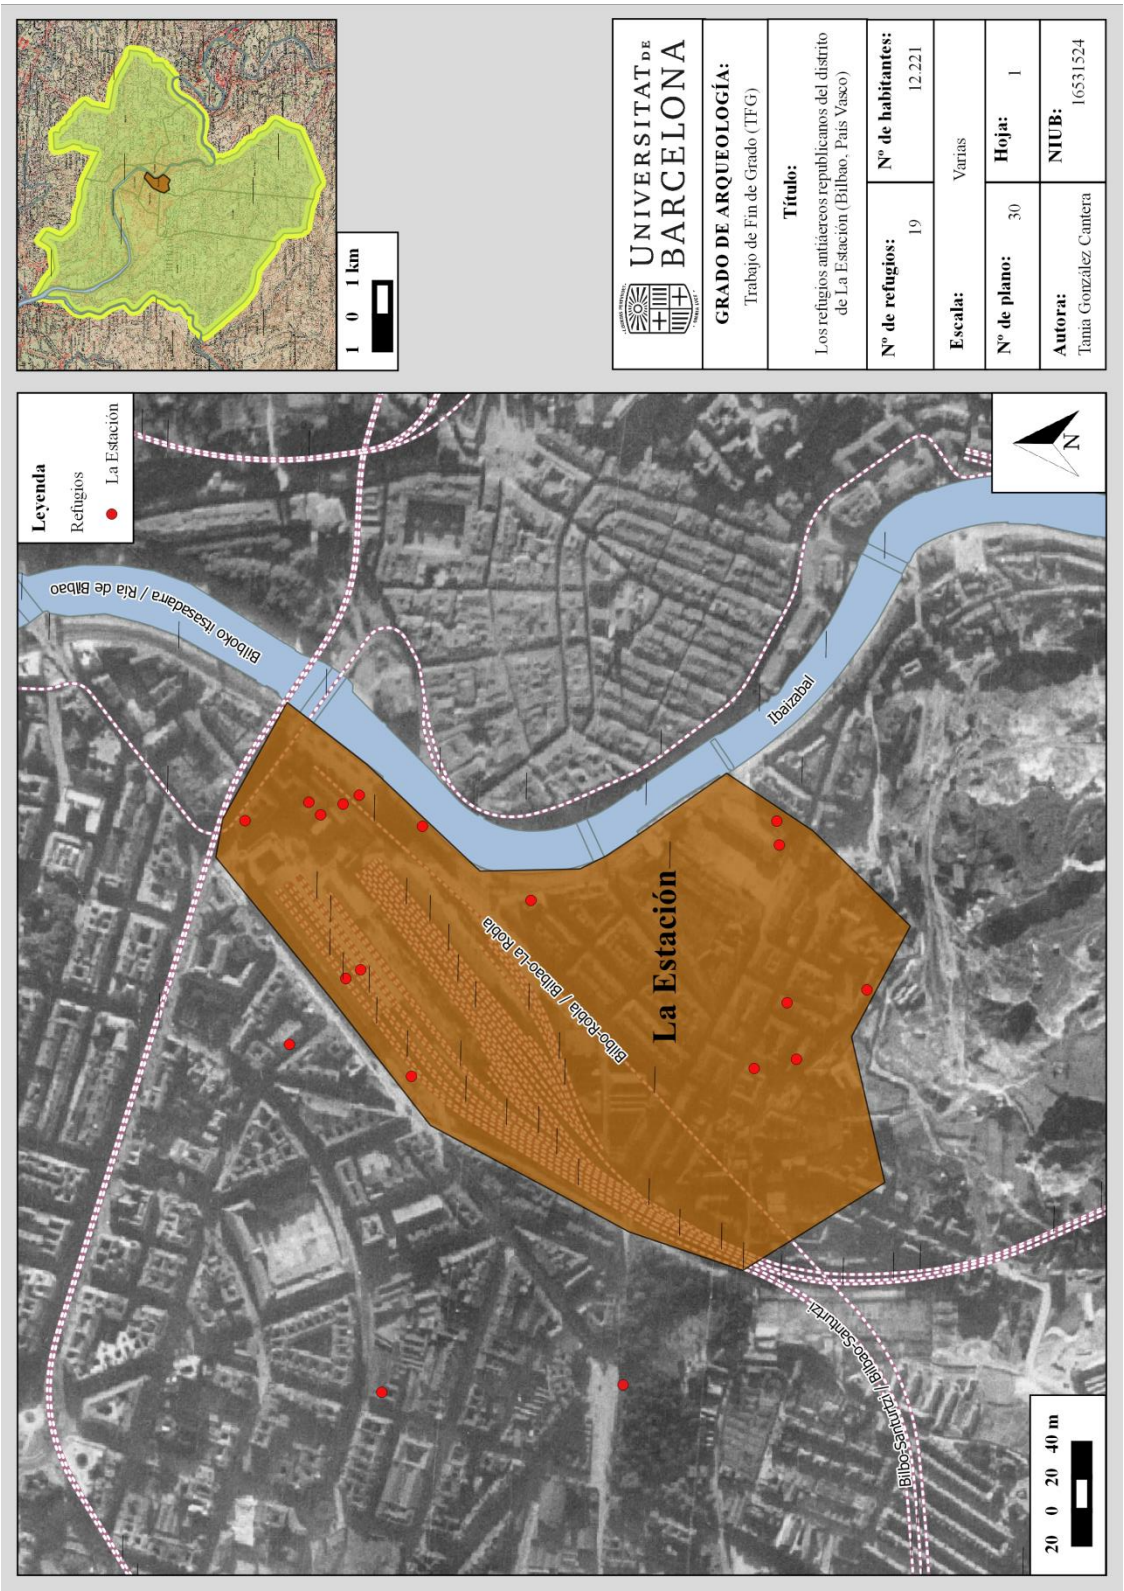 Leyenda
Refugios
La Estación
Bilboko itsasadarra / Ría de Bilbao
Ibaizabal
Bilbo-Robla / Bilbao-La Robla
La Estación
Bilbo-Santurtzi / Bilbao-Santurtzi
20 0 20 40 m
N
1 0 1 km
UNIVERSITAT DE
BARCELONA
GRADO DE ARQUEOLOGÍA:
Trabajo de Fin de Grado (TFG)
Título:
Los refugios antiáereos republicanos del distrito
de La Estación (Bilbao, País Vasco)
Nº de refugios:
19
Nº de habitantes:
12.221
Escala:
Varias
Nº de plano:
30
Hoja:
1
Autora:
Tania González Cantera
NIUB:
16531524